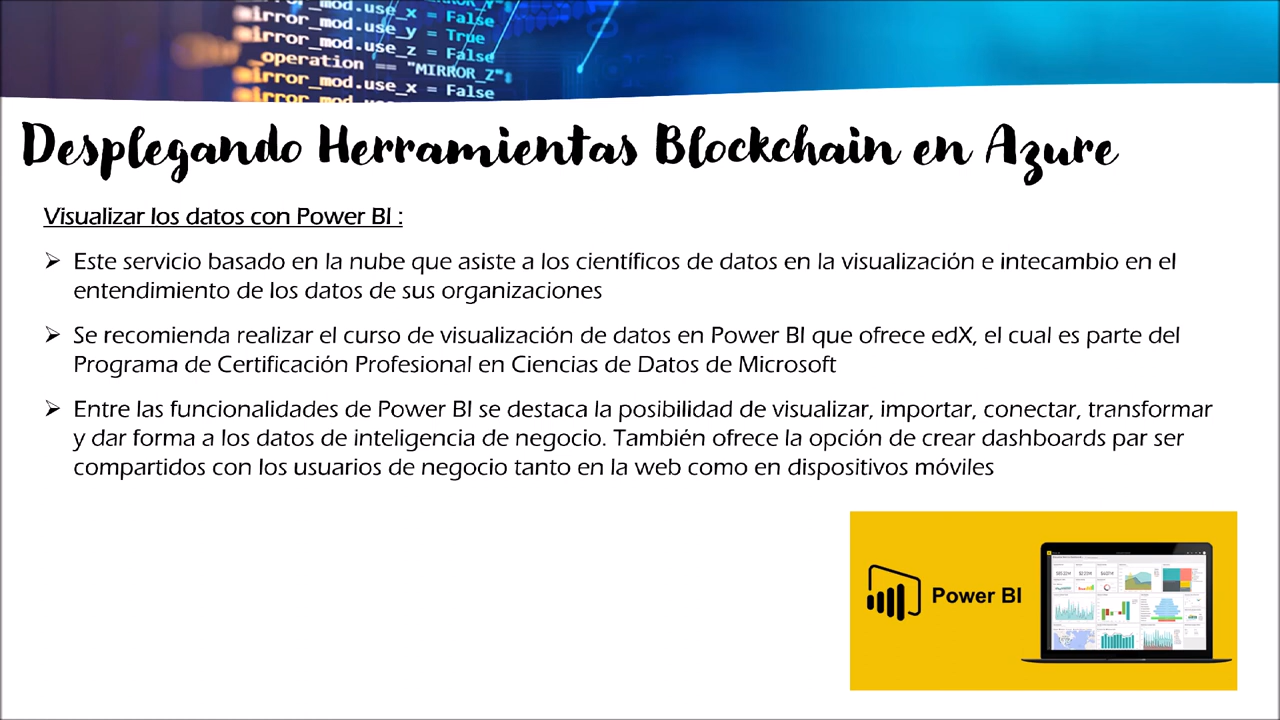 mirror_mod.use_x = False
mirror_mod.use_y = True
mirror_mod.use_z = False
_operation == "MIRROR_Z":
mirror_mod.use_x = False
Desplegando Herramientas Blockchain en Azure
Visualizar los datos con Power BI :
➢ Este servicio basado en la nube que asiste a los científicos de datos en la visualización e intecambio en el
entendimiento de los datos de sus organizaciones
➢ Se recomienda realizar el curso de visualización de datos en Power BI que ofrece edX, el cual es parte del
Programa de Certificación Profesional en Ciencias de Datos de Microsoft
➢ Entre las funcionalidades de Power BI se destaca la posibilidad de visualizar, importar, conectar, transformar
y dar forma a los datos de inteligencia de negocio. También ofrece la opción de crear dashboards par ser
compartidos con los usuarios de negocio tanto en la web como en dispositivos móviles
Power BI